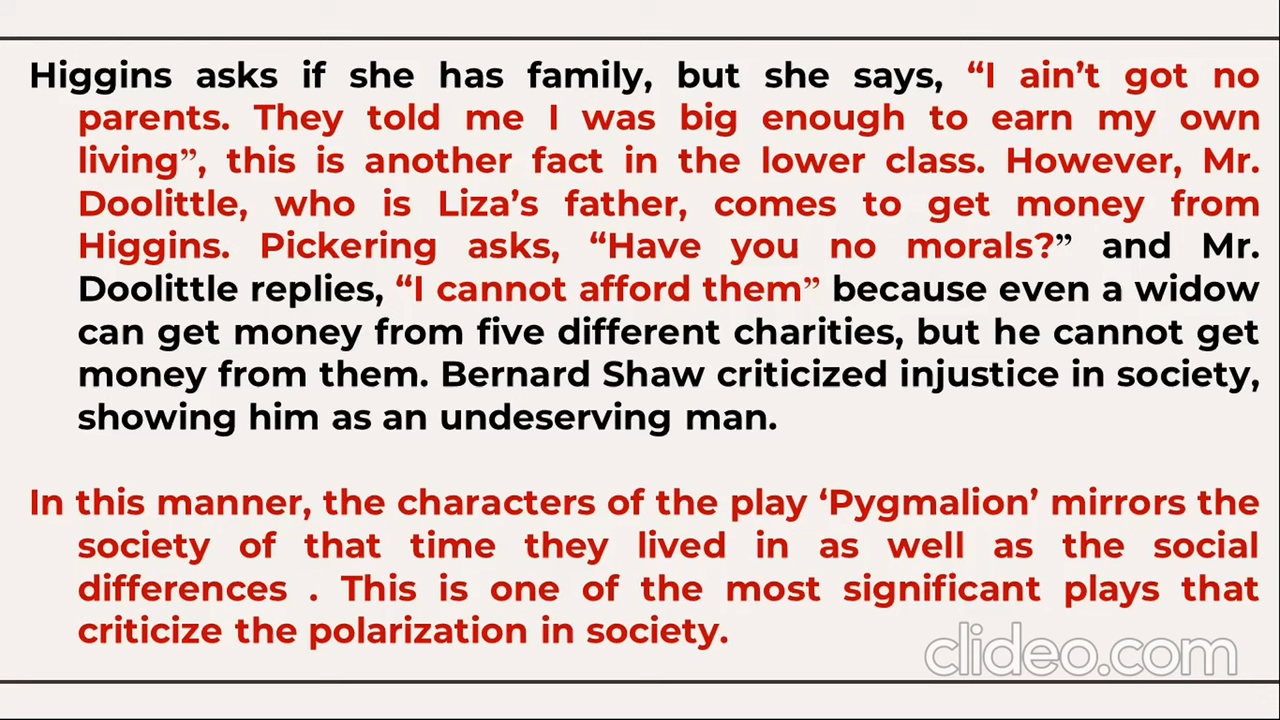 Higgins asks if she has family, but she says, “I ain’t got no
parents. They told me I was big enough to earn my own
living”, this is another fact in the lower class. However, Mr.
Doolittle, who is Liza’s father, comes to get money from
Higgins. Pickering asks, “Have you no morals?” and Mr.
Doolittle replies, “I cannot afford them” because even a widow
can get money from five different charities, but he cannot get
money from them. Bernard Shaw criticized injustice in society,
showing him as an undeserving man.
In this manner, the characters of the play ‘Pygmalion’ mirrors the
society of that time they lived in as well as the social
differences . This is one of the most significant plays that
criticize the polarization in society.
clideo.com